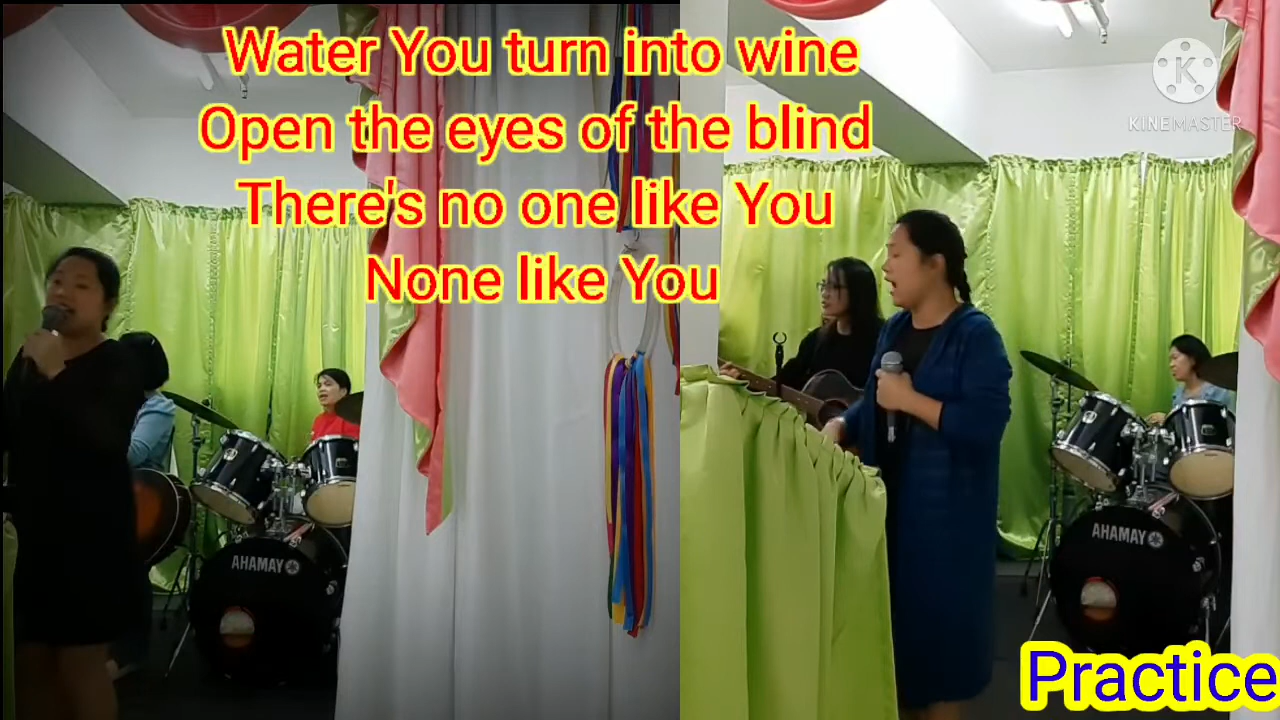 Water You turn into wine
Open the eyes of the blind
There's no one like You
None like You
KINEMASTER
AHAMAY
AHAMAY
Practice